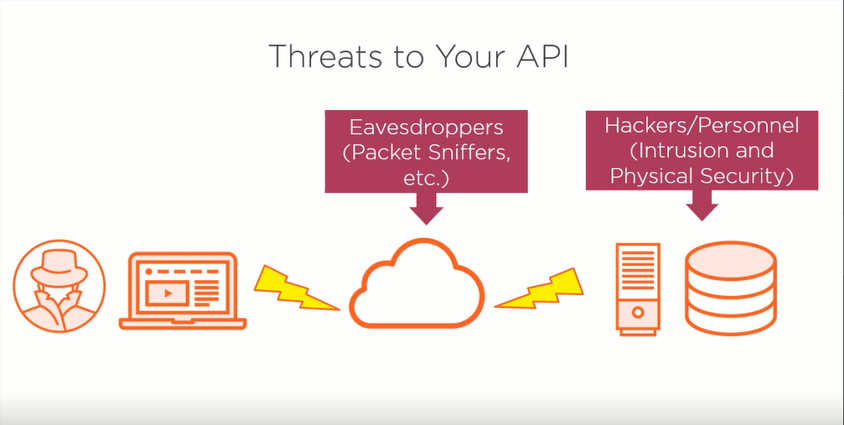 Threats to Your API
Eavesdroppers
(Packet Sniffers,
etc.)
Hackers/Personnel
(Intrusion and
Physical Security)